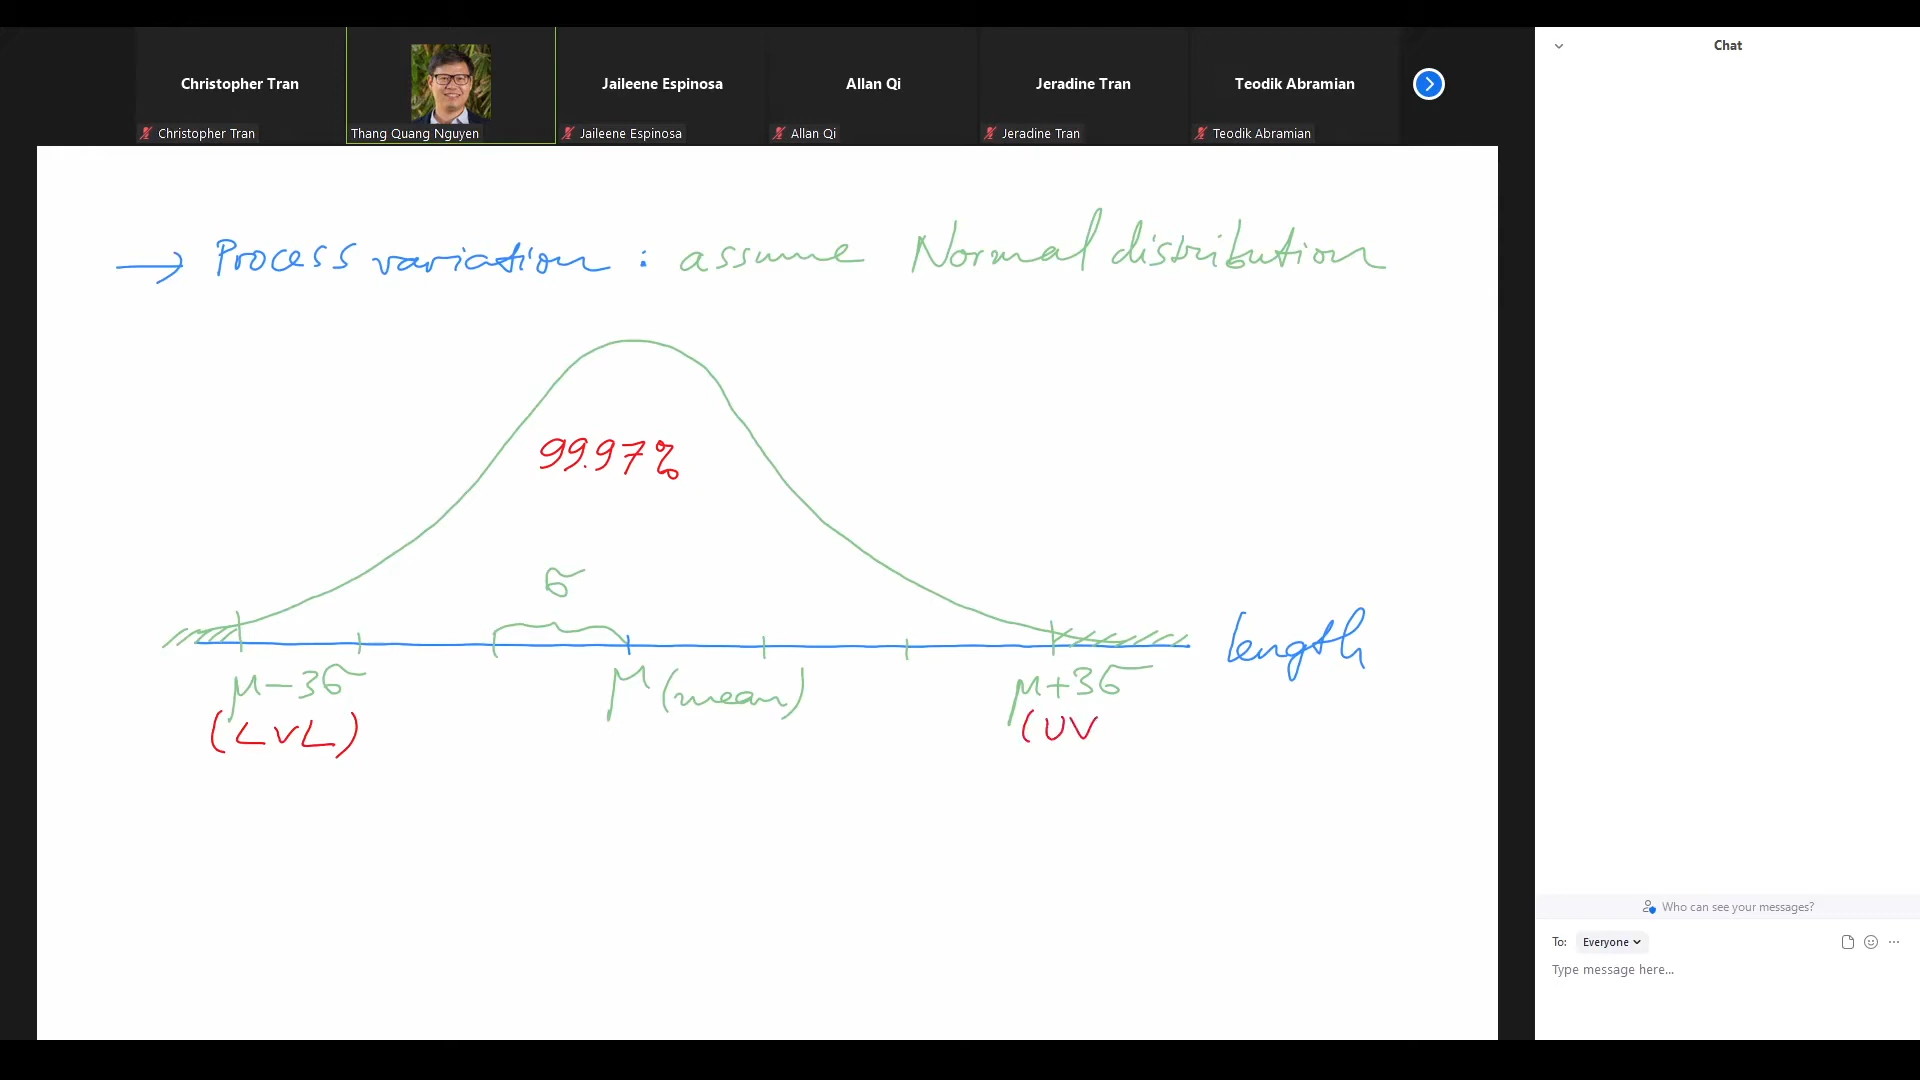 Chat
Christopher Tran Jaileene Espinosa Allan Qi Jeradine Tran Teodik Abramian
Christopher Tran Thang Quang Nguyen Jaileene Espinosa Allan Qi Jeradine Tran Teodik Abramian
→ Process variation : assume Normal distribution
99.97%
σ
length
μ-3σ μ (mean) μ+3σ
(LVL) (UV
Who can see your messages?
To: Everyone
Type message here...